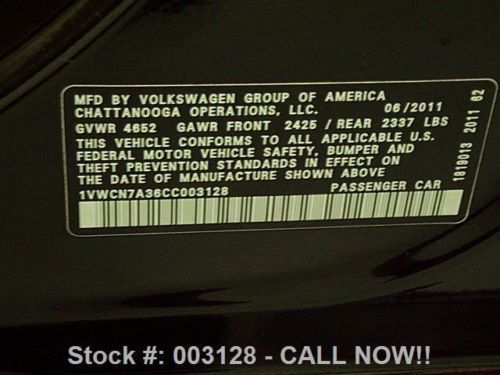 MFD BY VOLKSWAGEN GROUP OF AMERICA
CHATTANOOGA OPERATIONS, LLC. 06/2011
GVWR 4652 GAWR FRONT 2425 / REAR 2337 LBS
THIS VEHICLE CONFORMS TO ALL APPLICABLE U.S.
FEDERAL MOTOR VEHICLE SAFETY, BUMPER AND
THEFT PREVENTION STANDARDS IN EFFECT ON
THE DATE OF MANUFACTURE SHOWN ABOVE
1VWCN7A36CC003128 PASSENGER CAR
1819013 2011 62
Stock #: 003128 - CALL NOW!!